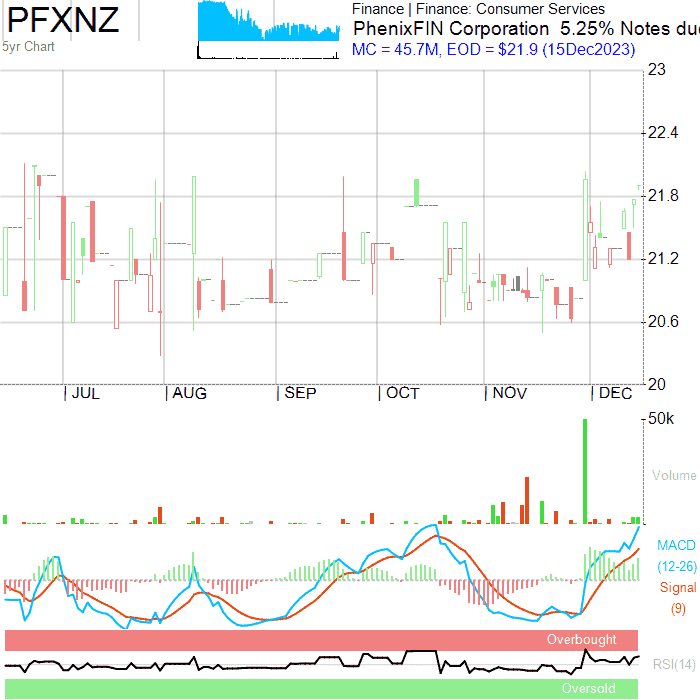 PFXNZ
5yr Chart
Finance | Finance: Consumer Services
PhenixFIN Corporation 5.25% Notes du
MC = 45.7M, EOD = $21.9 (15Dec2023)
23
22.4
21.8
21.2
20.6
20
JUL AUG SEP OCT NOV DEC
50k
Volume
MACD
(12-26)
Signal
(9)
Overbought
RSI(14)
Oversold